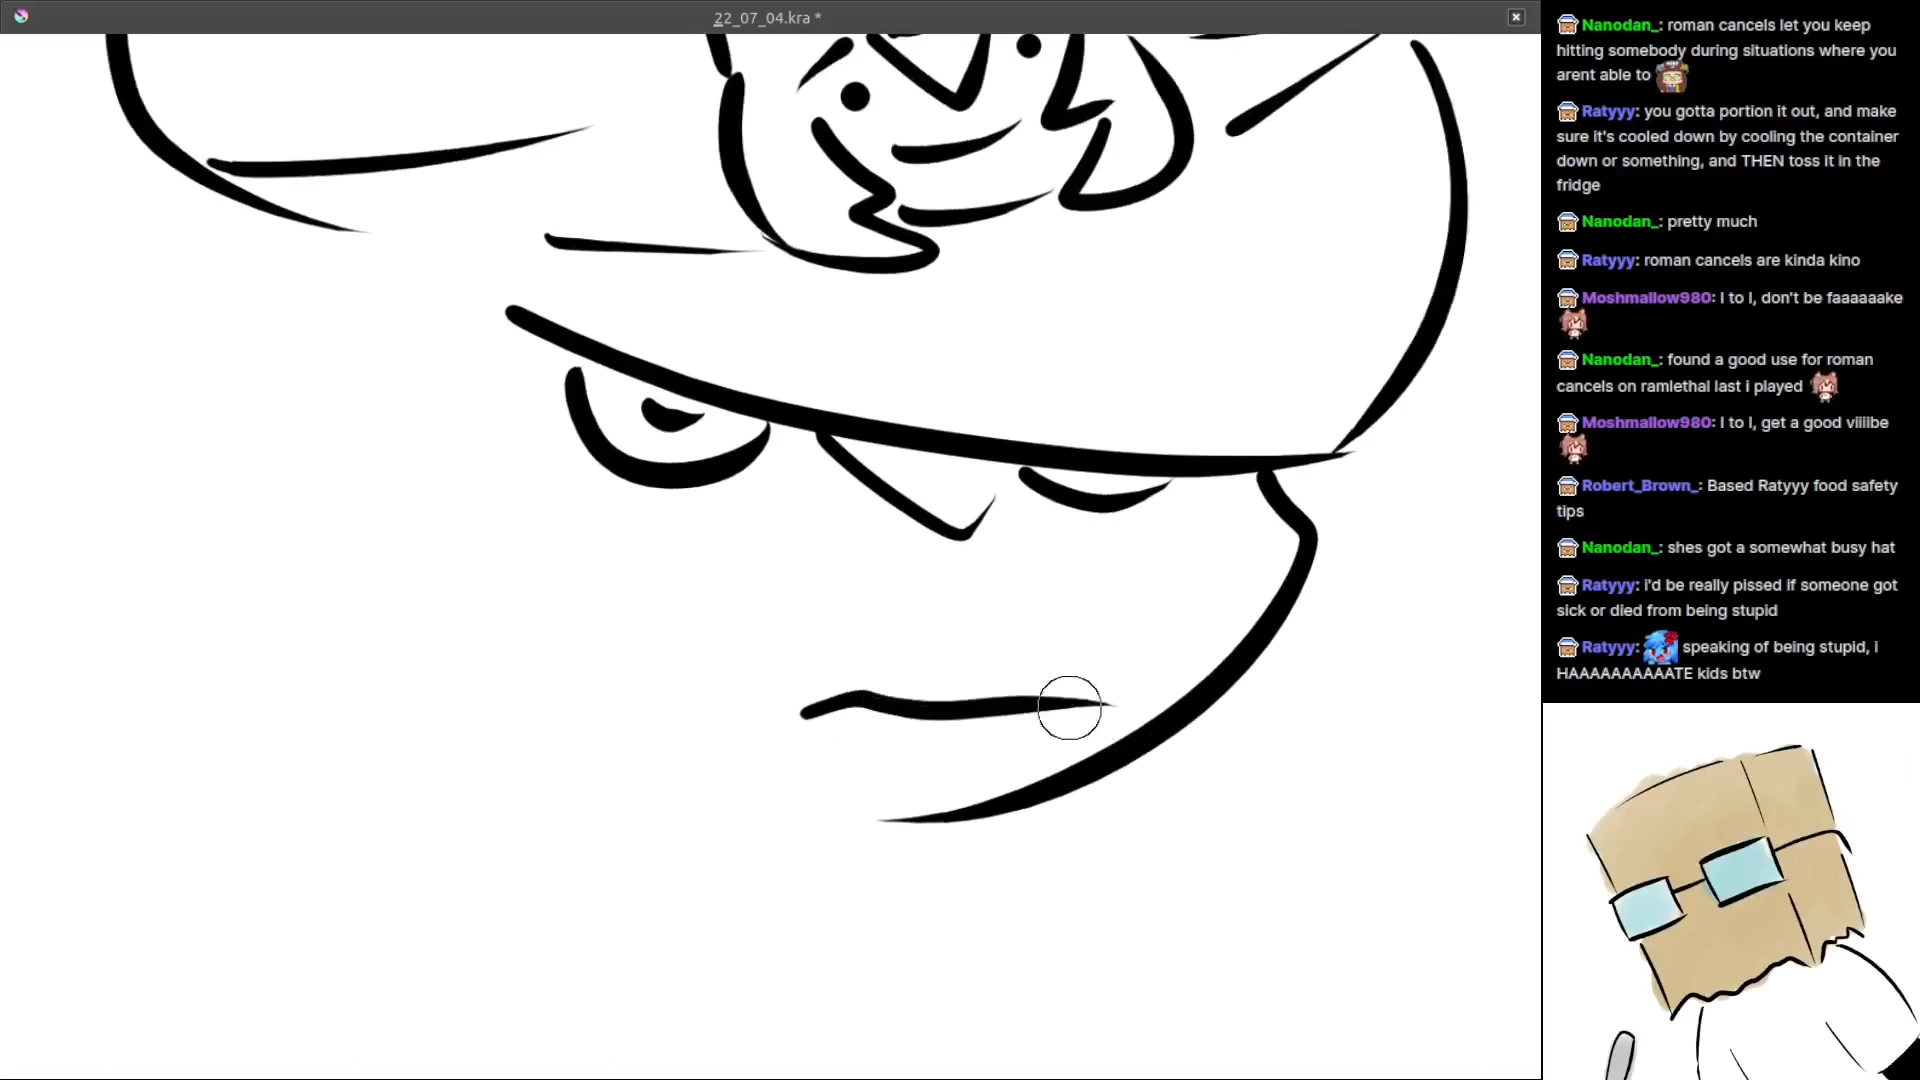 22_07_04.kra *
Nanodan_: roman cancels let you keep
hitting somebody during situations where you
arent able to
Ratyyy: you gotta portion it out, and make
sure it's cooled down by cooling the container
down or something, and THEN toss it in the
fridge
Nanodan_: pretty much
Ratyyy: roman cancels are kinda kino
Moshmallow980: I to I, don't be faaaaaake
Nanodan_: found a good use for roman
cancels on ramlethal last i played
Moshmallow980: I to I, get a good viiiibe
Robert_Brown_: Based Ratyyy food safety
tips
Nanodan_: shes got a somewhat busy hat
Ratyyy: i'd be really pissed if someone got
sick or died from being stupid
Ratyyy: speaking of being stupid, i
HAAAAAAAAAATE kids btw